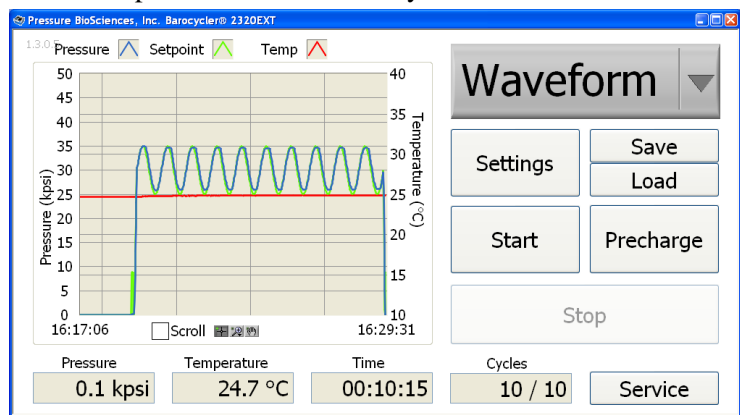 Pressure BioSciences, Inc. Barocycler® 2320EXT
1.3.0.
Pressure Setpoint Temp
50
45
40
35
30
25
20
15
10
5
0
Pressure (kpsi)
40
35
30
25
20
15
10
Temperature (°C)
16:17:06
Scroll
16:29:31
Pressure
0.1 kpsi
Temperature
24.7 °C
Time
00:10:15
Cycles
10 / 10
Waveform
Settings
Save
Load
Start
Precharge
Stop
Service